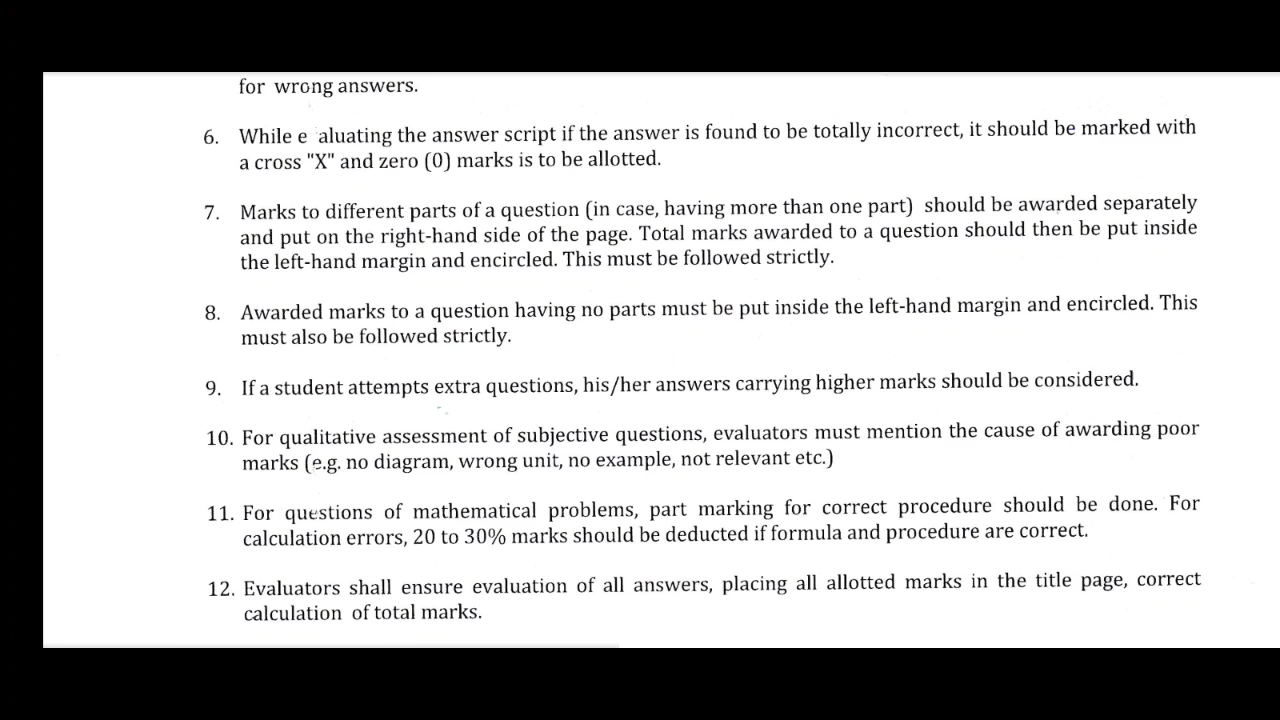 for wrong answers.
6. While e aluating the answer script if the answer is found to be totally incorrect, it should be marked with
a cross "X" and zero (0) marks is to be allotted.
7. Marks to different parts of a question (in case, having more than one part) should be awarded separately
and put on the right-hand side of the page. Total marks awarded to a question should then be put inside
the left-hand margin and encircled. This must be followed strictly.
8. Awarded marks to a question having no parts must be put inside the left-hand margin and encircled. This
must also be followed strictly.
9. If a student attempts extra questions, his/her answers carrying higher marks should be considered.
10. For qualitative assessment of subjective questions, evaluators must mention the cause of awarding poor
marks (e.g. no diagram, wrong unit, no example, not relevant etc.)
11. For questions of mathematical problems, part marking for correct procedure should be done. For
calculation errors, 20 to 30% marks should be deducted if formula and procedure are correct.
12. Evaluators shall ensure evaluation of all answers, placing all allotted marks in the title page, correct
calculation of total marks.